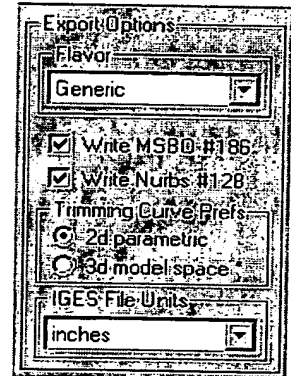 Export Options
Flavor
Generic
Write MSBO #186
Write Nurbs #128
Trimming Curve Prefs
2d parametric
3d model space
IGES File Units
inches